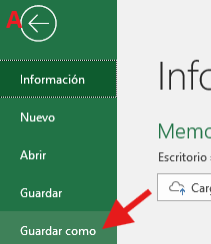 A
Información
Nuevo
Abrir
Guardar
Guardar como
Info
Memo
Escritorio
Carg